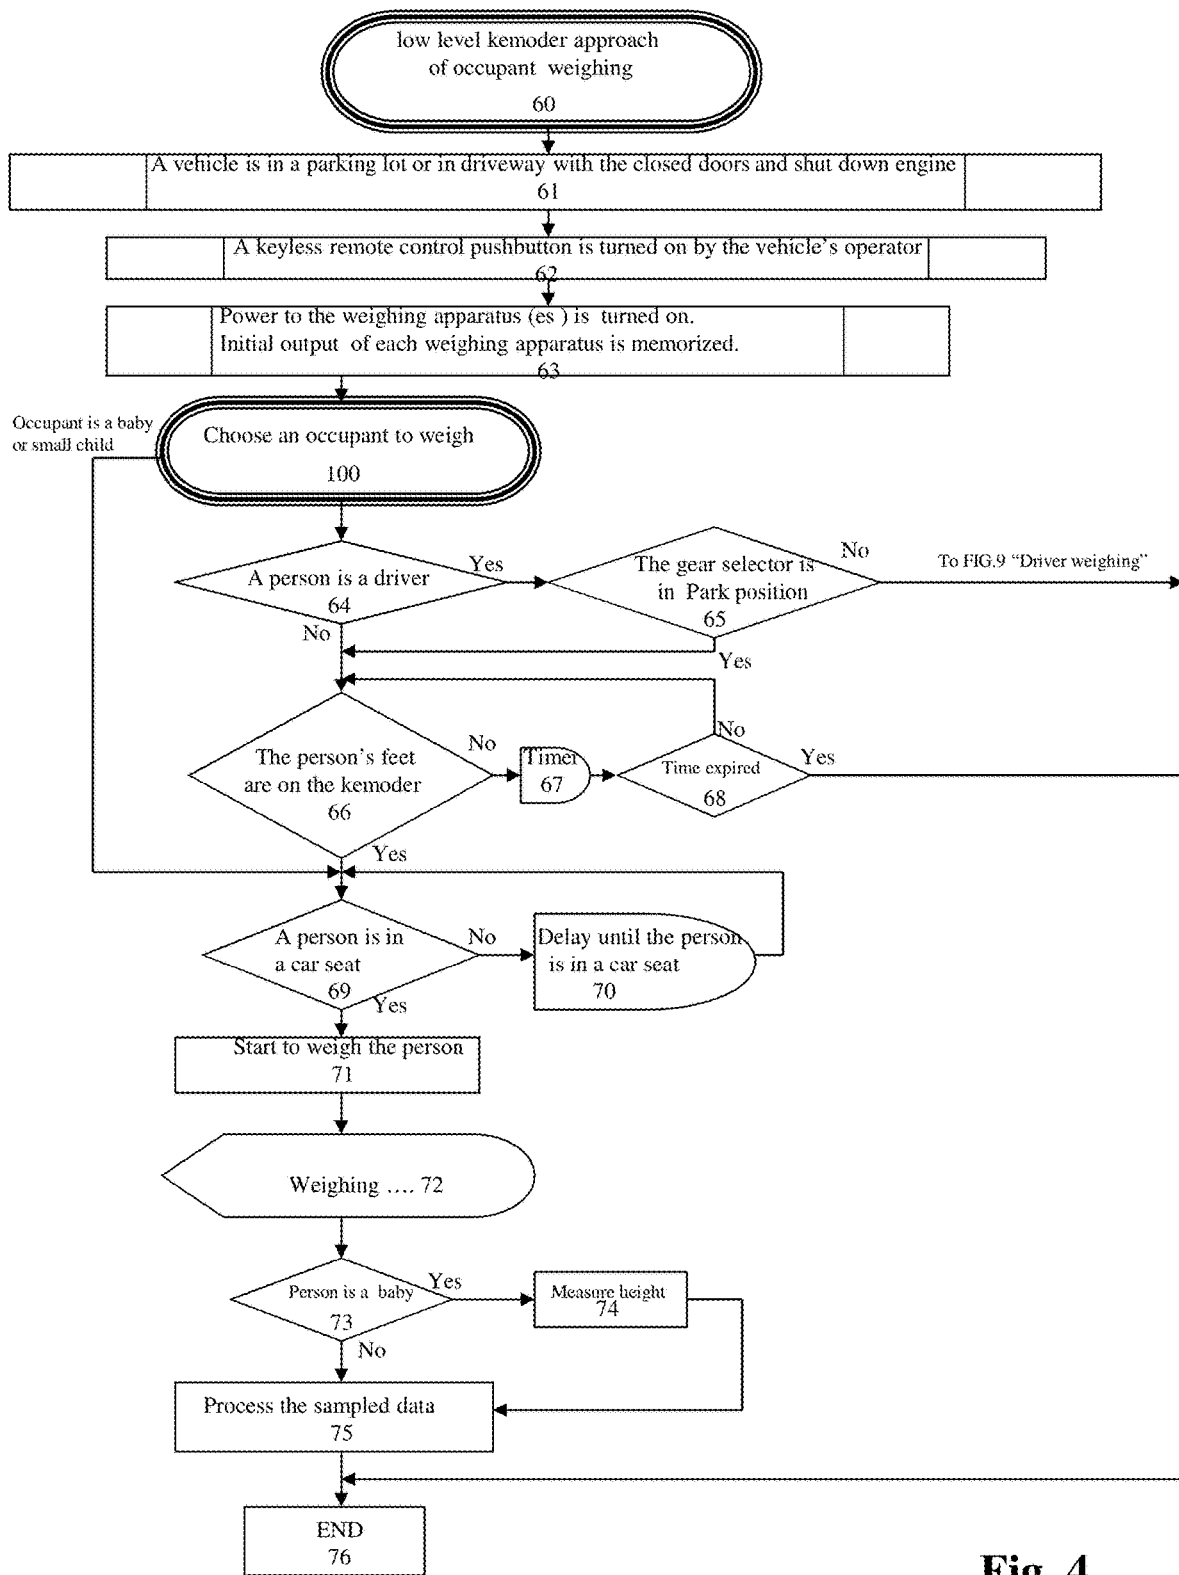 low level kemoder approach
of occupant weighing
60
A vehicle is in a parking lot or in driveway with the closed doors and shut down engine
61
A keyless remote control pushbutton is turned on by the vehicle's operator
62
Power to the weighing apparatus (es ) is turned on.
Initial output of each weighing apparatus is memorized.
63
Occupant is a baby
or small child
Choose an occupant to weigh
100
A person is a driver
64
Yes
No
The gear selector is
in Park position
65
No
Yes
To FIG.9 “Driver weighing”
The person's feet
are on the kemoder
66
No
Yes
Timer
67
No
Time expired
68
Yes
A person is in
a car seat
69
No
Yes
Delay until the person
is in a car seat
70
Start to weigh the person
71
Weighing …. 72
Person is a baby
73
Yes
No
Measure height
74
Process the sampled data
75
END
76
Fig. 4